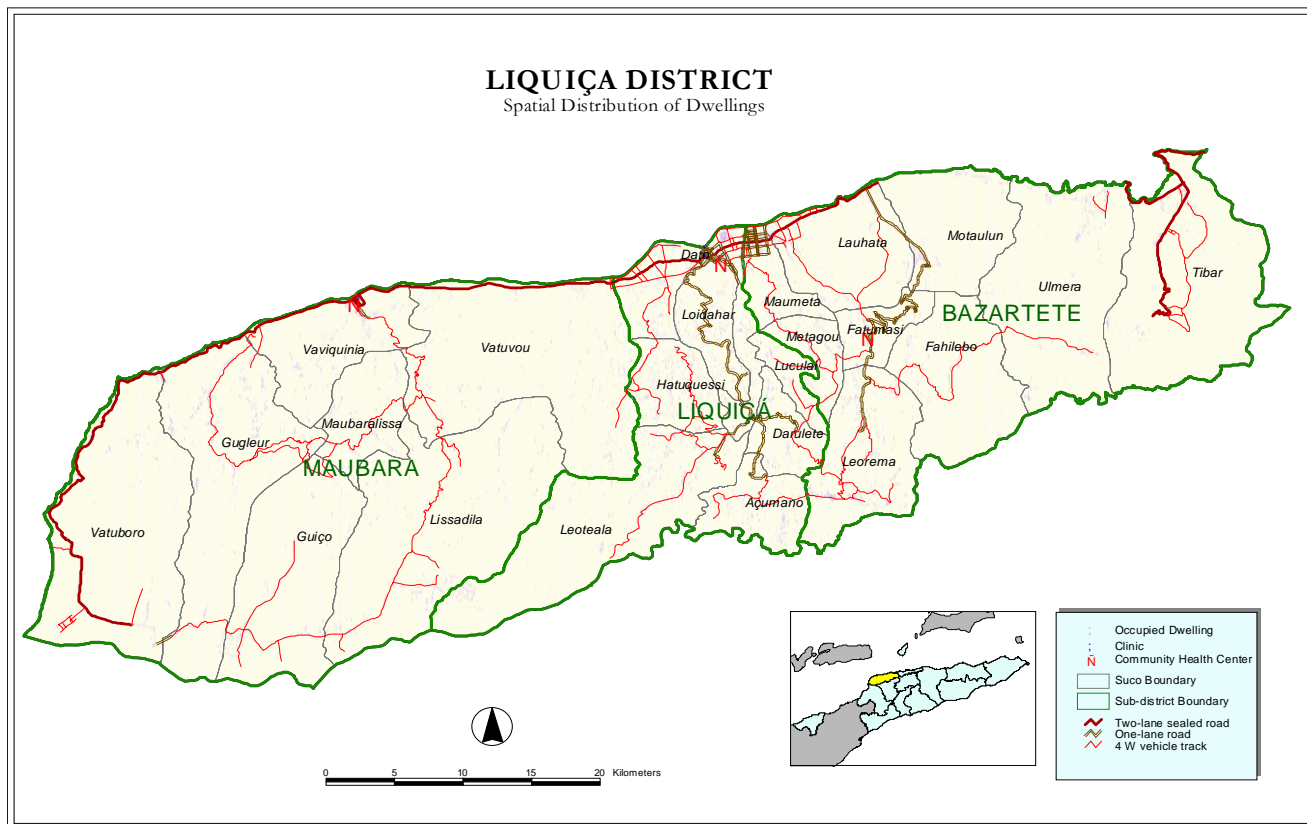 LIQUIÇA DISTRICT
Spatial Distribution of Dwellings
Tibar
Motaulun
Lauhata
Ulmera
BAZARTETE
Dato
Maumeta
Loidahar
Metagou
Fatumasi
Ñ
Ñ
Ñ
Fahilebo
Luculai
Vaviquinia
Vatuvou
Hatuquessi
LIQUIÇÁ
Maubaralissa
Darulete
Gugleur
MAUBARA
Leorema
Açumano
Lissadila
Leoteala
Vatuboro
Guiço
Occupied Dwelling
Clinic
Ñ Community Health Center
Suco Boundary
Sub-district Boundary
Two-lane sealed road
One-lane road
4 W vehicle track
0 5 10 15 20 Kilometers